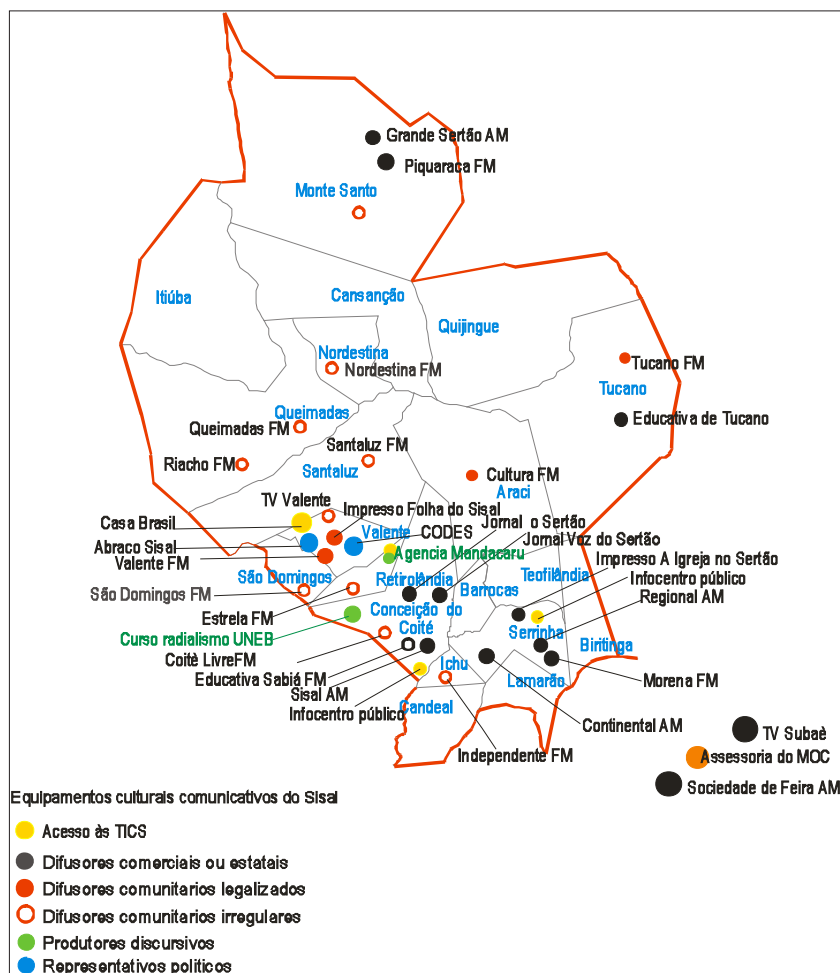 Grande Sertão AM
Piquaraca FM
Monte Santo
Itiúba
Cansanção
Quijingue
Nordestina
Nordestina FM
Tucano FM
Tucano
Queimadas
Educativa de Tucano
Queimadas FM
Santaluz FM
Riacho FM
Santaluz
Cultura FM
Araci
TV Valente
Impresso Folha do Sisal
Casa Brasil
Jornal o Sertão
Valente
CODES
Jornal Voz do Sertão
Abraco Sisal
Agencia Mandacaru
Impresso A Igreja no Sertão
Valente FM
São Domingos
Retirolândia
Teofilândia
Infocentro público
São Domingos FM
Barrocas
Regional AM
Estrela FM
Conceição do
Coité
Serrinha
Curso radialismo UNEB
Biritinga
Coitè LivreFM
Ichu
Educativa Sabiá FM
Lamarão
Morena FM
Sisal AM
Infocentro público
Candeal
Continental AM
TV Subaè
Independente FM
Assessoria do MOC
Sociedade de Feira AM
Equipamentos culturais comunicativos do Sisal
Acesso às TICS
Difusores comerciais ou estatais
Difusores comunitarios legalizados
Difusores comunitarios irregulares
Produtores discursivos
Representativos politicos